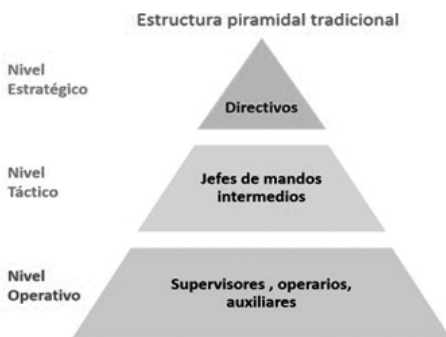 Estructura piramidal tradicional
Nivel
Estratégico
Directivos
Nivel
Táctico
Jefes de mandos
intermedios
Nivel
Operativo
Supervisores , operarios,
auxiliares